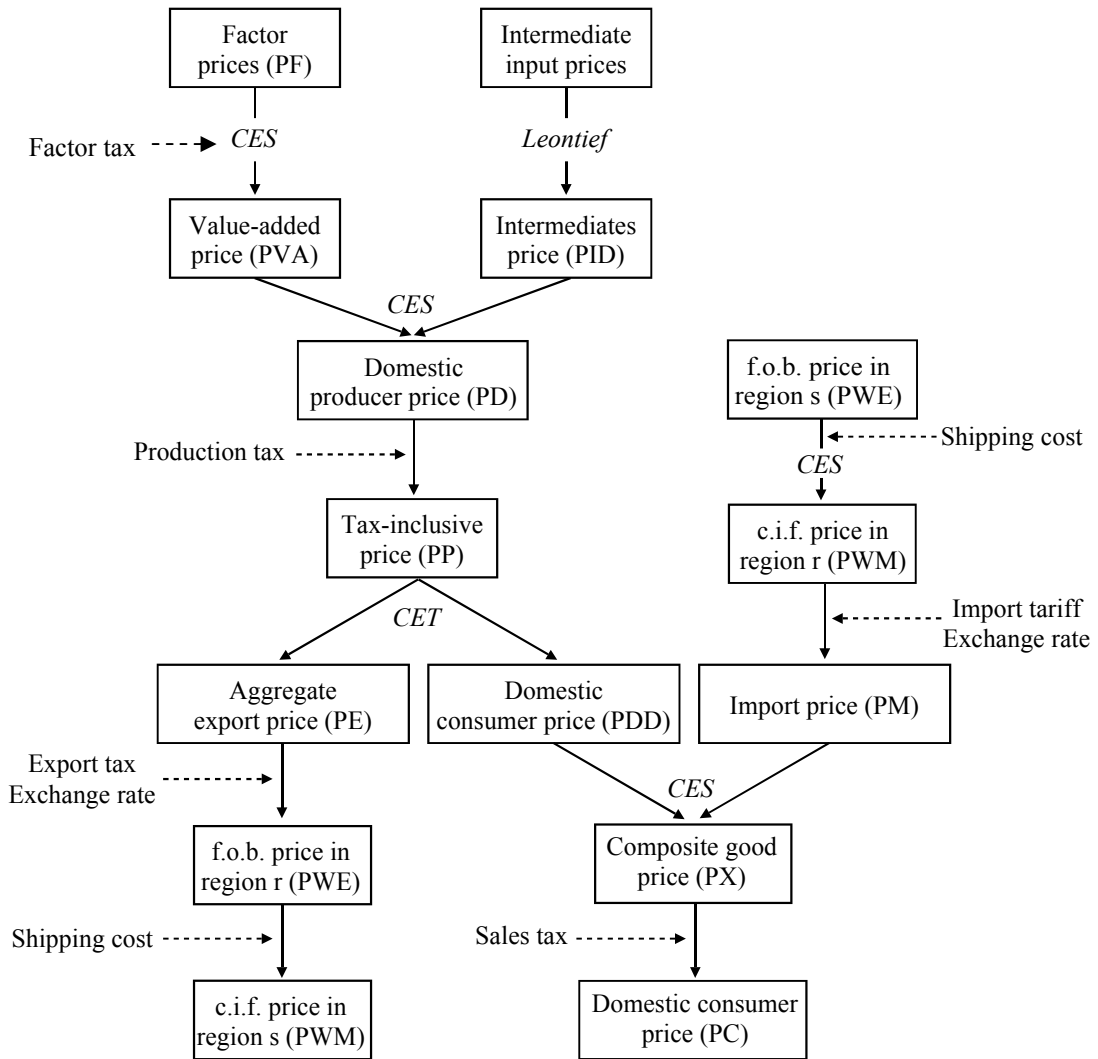 Factor
prices (PF)
Intermediate
input prices
Factor tax
CES
Leontief
Value-added
price (PVA)
Intermediates
price (PID)
CES
Domestic
producer price (PD)
f.o.b. price in
region s (PWE)
Production tax
Shipping cost
CES
Tax-inclusive
price (PP)
c.i.f. price in
region r (PWM)
CET
Import tariff
Exchange rate
Aggregate
export price (PE)
Domestic
consumer price (PDD)
Import price (PM)
Export tax
Exchange rate
CES
f.o.b. price in
region r (PWE)
Composite good
price (PX)
Shipping cost
Sales tax
c.i.f. price in
region s (PWM)
Domestic consumer
price (PC)